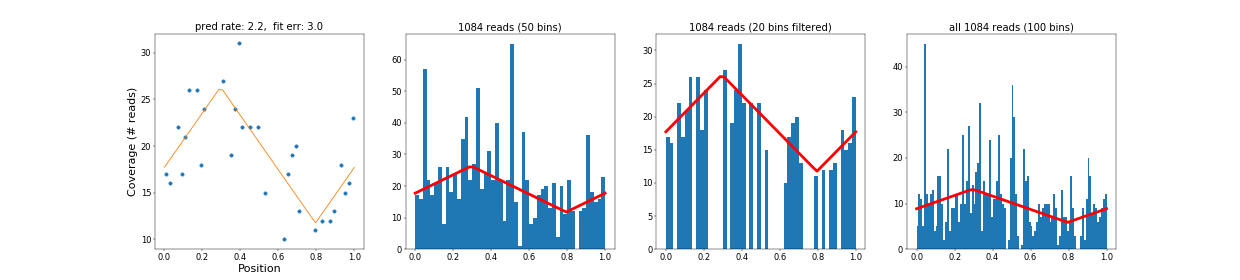 pred rate: 2.2, fit err: 3.0
Coverage (# reads)
30
25
20
15
10
0.0 0.2 0.4 0.6 0.8 1.0
Position
1084 reads (50 bins)
60
50
40
30
20
10
0
0.0 0.2 0.4 0.6 0.8 1.0
1084 reads (20 bins filtered)
30
25
20
15
10
5
0
0.0 0.2 0.4 0.6 0.8 1.0
all 1084 reads (100 bins)
40
30
20
10
0
0.0 0.2 0.4 0.6 0.8 1.0